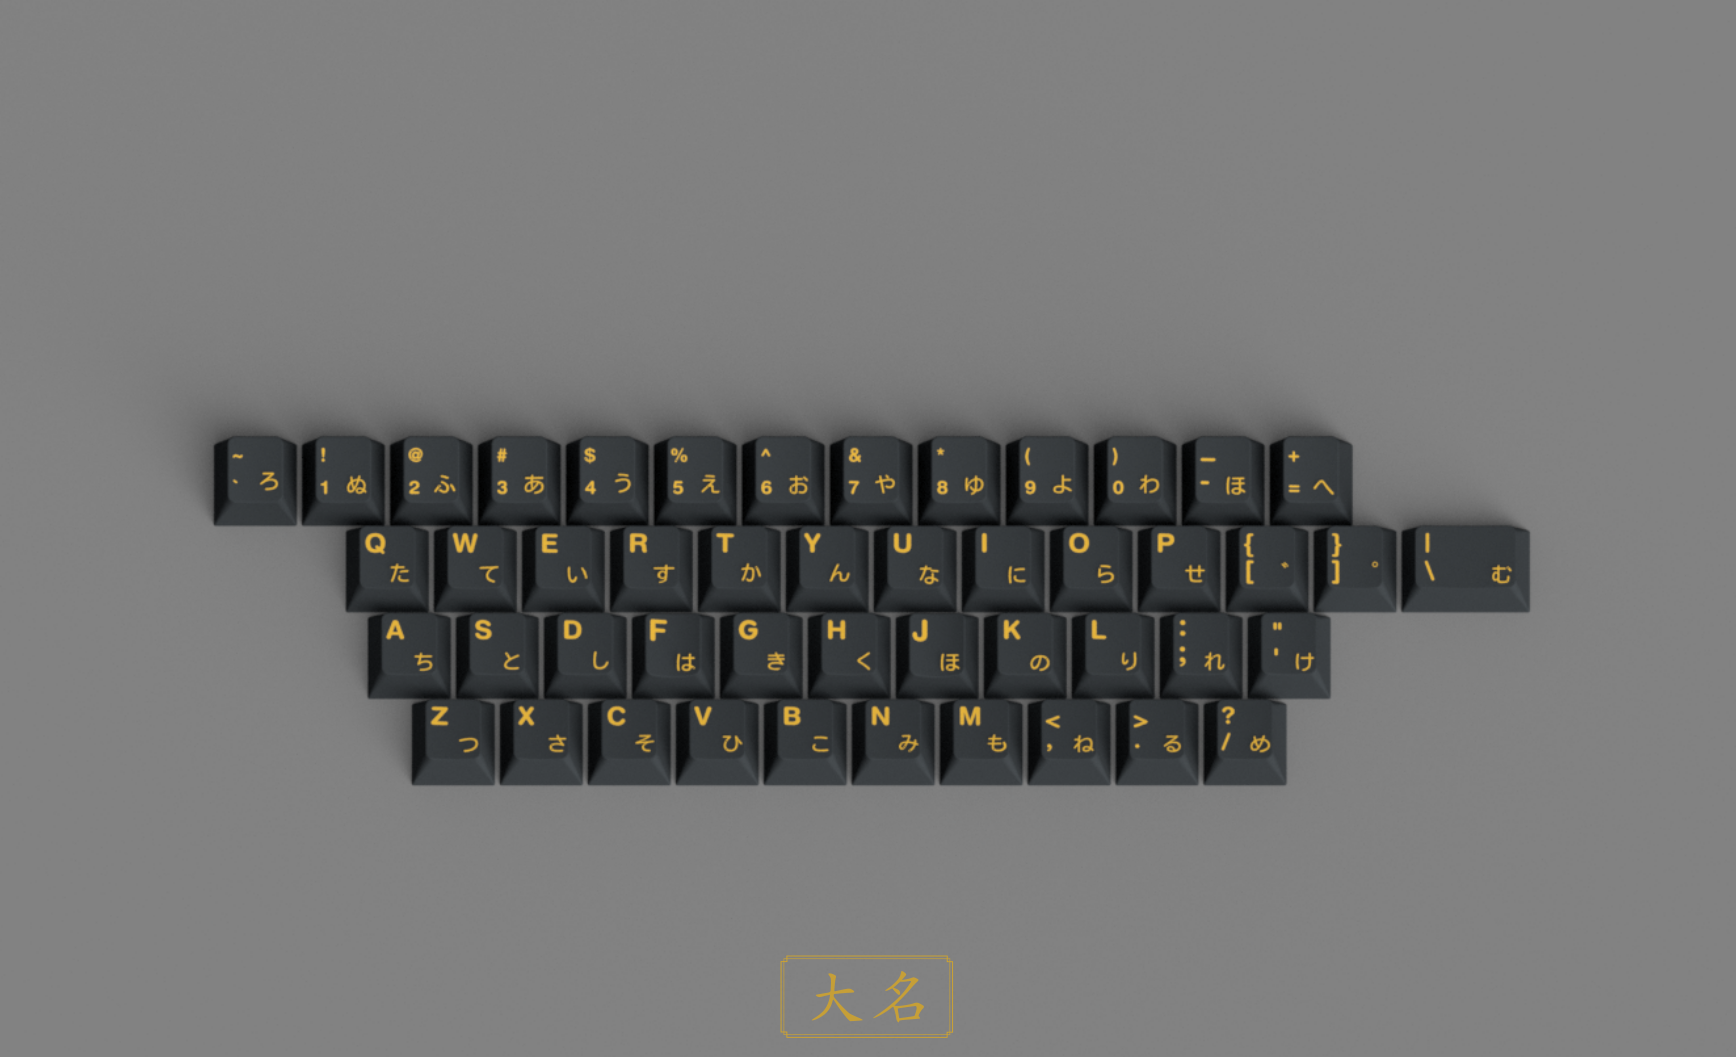 ~ ` ろ ! 1 ぬ @ 2 ふ # 3 あ $ 4 う % 5 え ^ 6 お & 7 や * 8 ゆ ( 9 よ ) 0 わ — - ほ + = へ
Q た W て E い R す T か Y ん U な I に O ら P せ { [ ゛ } ] ゜ | \ む
A ち S と D し F は G き H く J ほ K の L り : ; れ " ' け
Z つ X さ C そ V ひ B こ N み M も < , ね > . る ? / め
大名